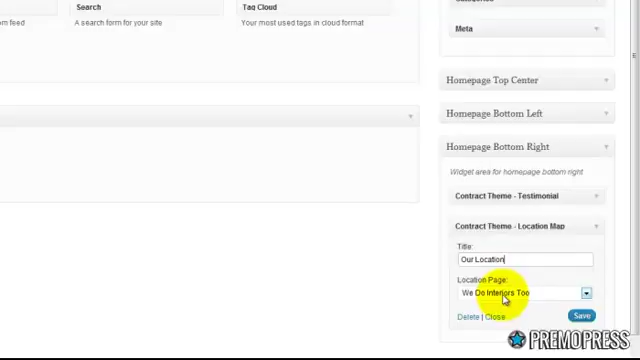 Search
Tag Cloud
feed
A search form for your site
Your most used tags in cloud format
Meta
Homepage Top Center
Homepage Bottom Left
Homepage Bottom Right
Widget area for homepage bottom right
Contract Theme - Testimonial
Contract Theme - Location Map
Title:
Our Location
Location Page:
We Do Interiors Too
Delete | Close
Save
PREMOPRESS